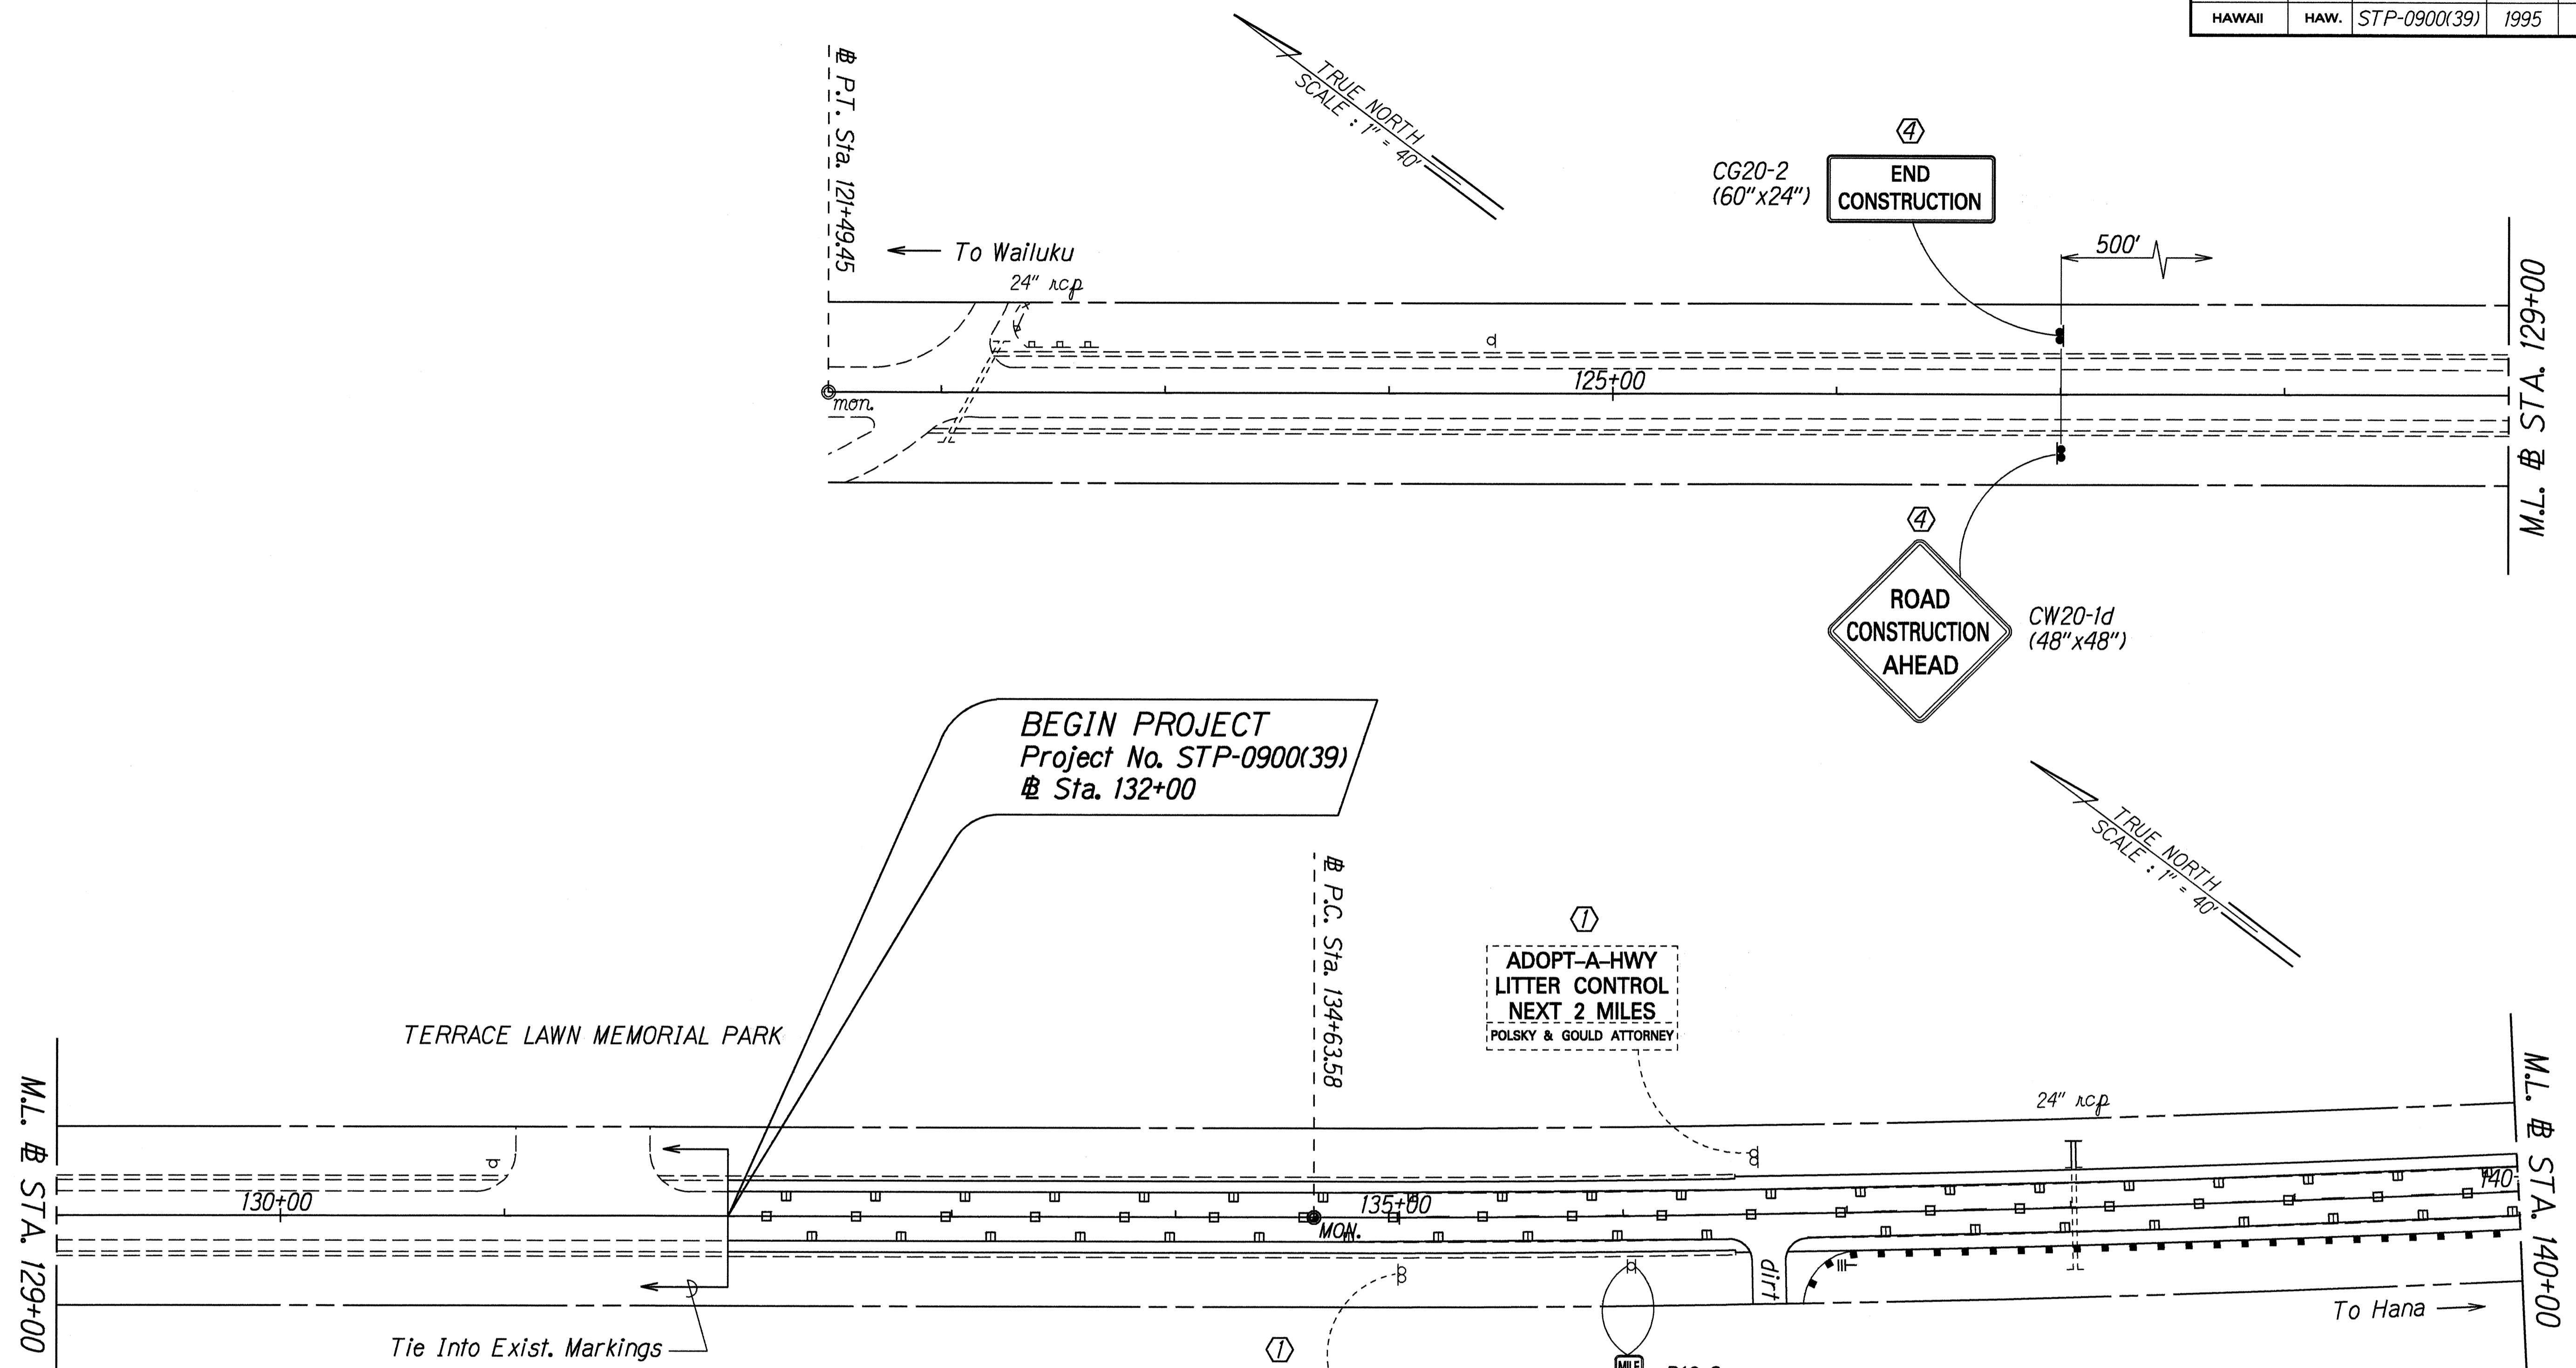 HAWAII HAW. STP-0900(39) 1995
TRUE NORTH
SCALE : 1" = 40'
℄ P.T. Sta. 121+49.45
To Wailuku
24" rcp
mon.
125+00
4
CG20-2
(60"x24")
END
CONSTRUCTION
500'
M.L. ℄ STA. 129+00
4
ROAD
CONSTRUCTION
AHEAD
CW20-1d
(48"x48")
BEGIN PROJECT
Project No. STP-0900(39)
℄ Sta. 132+00
TRUE NORTH
SCALE : 1" = 40'
℄ P.C. Sta. 134+63.58
1
ADOPT-A-HWY
LITTER CONTROL
NEXT 2 MILES
POLSKY & GOULD ATTORNEY
TERRACE LAWN MEMORIAL PARK
24" rcp
M.L. ℄ STA. 129+00
130+00
135+00
140
MON.
dirt
M.L. ℄ STA. 140+00
To Hana
Tie Into Exist. Markings
1
MILE